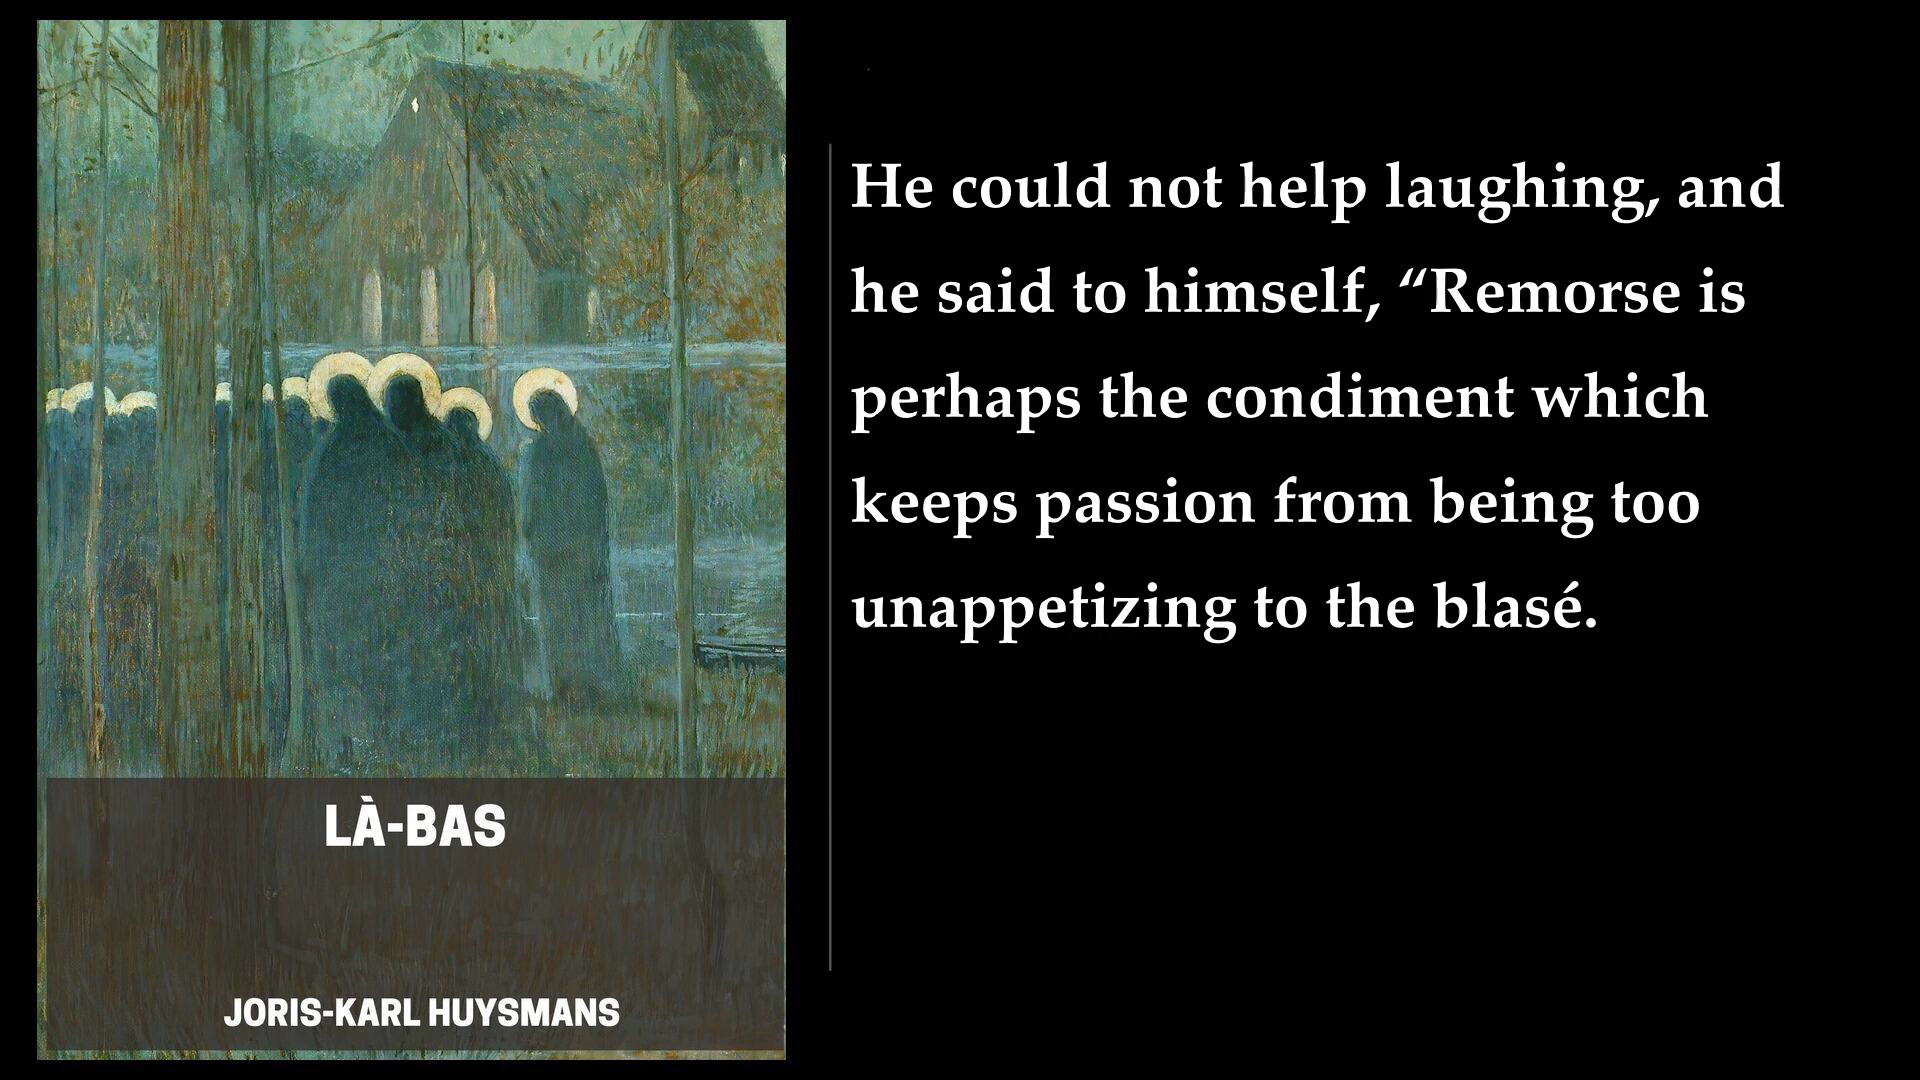 LÀ-BAS
JORIS-KARL HUYSMANS
He could not help laughing, and
he said to himself, “Remorse is
perhaps the condiment which
keeps passion from being too
unappetizing to the blasé.